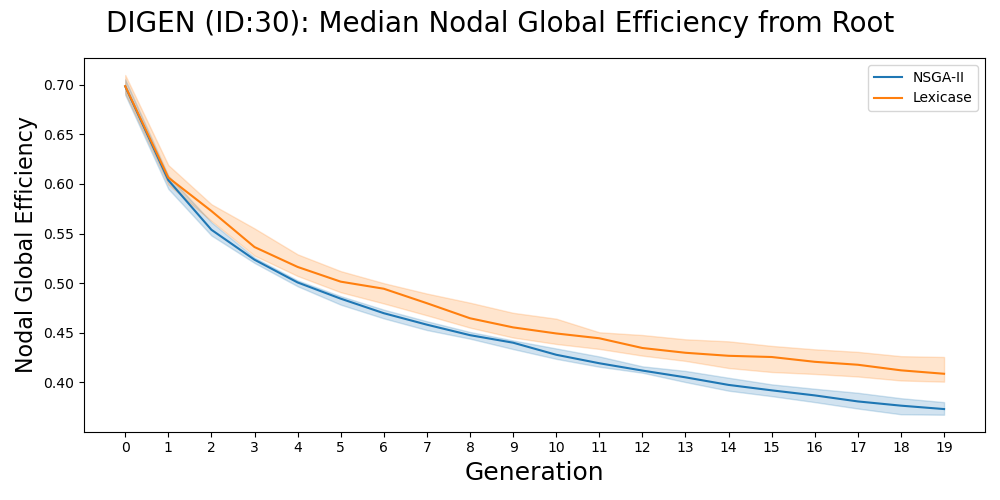 DIGEN (ID:30): Median Nodal Global Efficiency from Root
NSGA-II
Lexicase
Nodal Global Efficiency
0.70
0.65
0.60
0.55
0.50
0.45
0.40
0 1 2 3 4 5 6 7 8 9 10 11 12 13 14 15 16 17 18 19
Generation